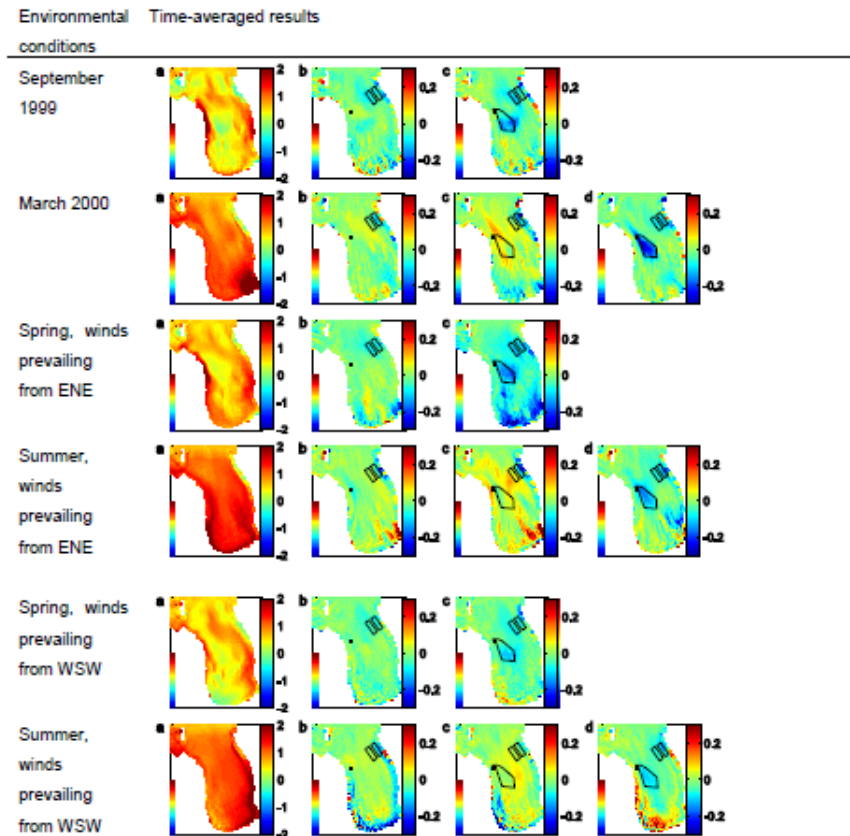 Environmental Time-averaged results
conditions
September
1999
a 2 1 0 -1 -2 b 0.2 0 -0.2 c 0.2 0 -0.2
March 2000
a 2 1 0 -1 -2 b 0.2 0 -0.2 c 0.2 0 -0.2 d 0.2 0 -0.2
Spring, winds
prevailing
from ENE
a 2 1 0 -1 -2 b 0.2 0 -0.2 c 0.2 0 -0.2
Summer,
winds
prevailing
from ENE
a 2 1 0 -1 -2 b 0.2 0 -0.2 c 0.2 0 -0.2 d 0.2 0 -0.2
Spring, winds
prevailing
from WSW
a 2 1 0 -1 -2 b 0.2 0 -0.2 c 0.2 0 -0.2
Summer,
winds
prevailing
from WSW
a 2 1 0 -1 -2 b 0.2 0 -0.2 c 0.2 0 -0.2 d 0.2 0 -0.2